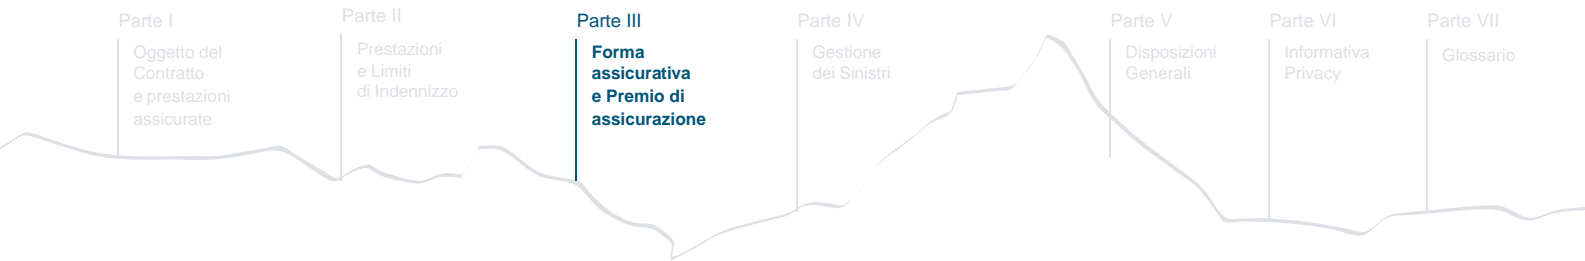 Parte I
Oggetto del
Contratto
e prestazioni
assicurate
Parte II
Prestazioni
e Limiti
di Indennizzo
Parte III
Forma
assicurativa
e Premio di
assicurazione
Parte IV
Gestione
dei Sinistri
Parte V
Disposizioni
Generali
Parte VI
Informativa
Privacy
Parte VII
Glossario